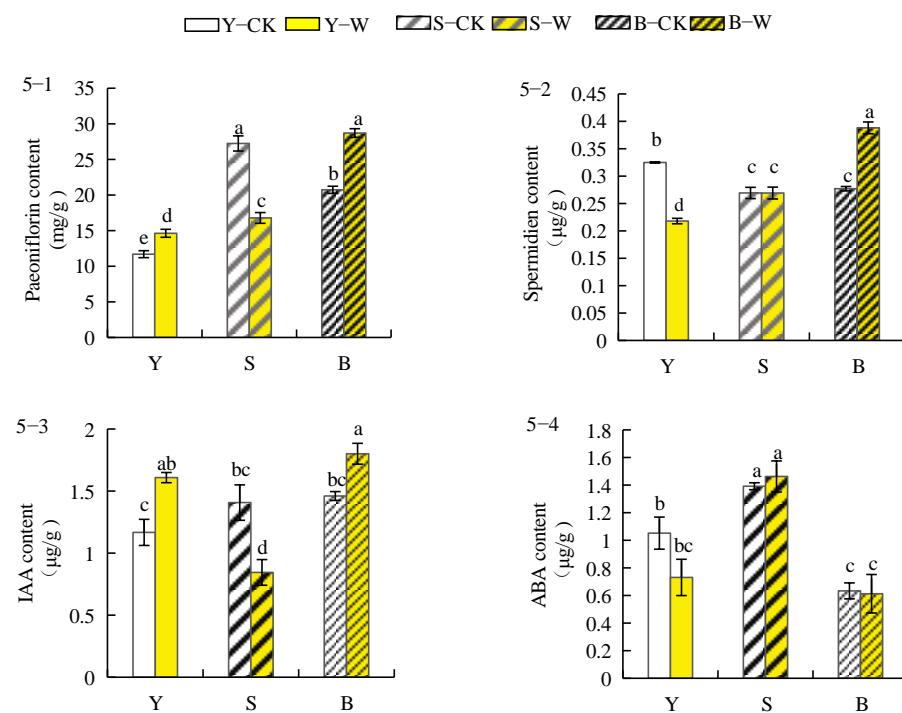 Y−CK Y−W S−CK S−W B−CK B−W
5−1
Paeoniflorin content
(mg/g)
35
30
25
20
15
10
5
0
e
d
a
c
b
a
Y S B
5−2
Spermidien content
（μg/g）
0.45
0.4
0.35
0.3
0.25
0.2
0.15
0.1
0.05
0
b
d
c
c
c
a
Y S B
5−3
IAA content
（μg/g）
2
1.5
1
0.5
0
c
ab
bc
d
bc
a
Y S B
5−4
ABA content
（μg/g）
1.8
1.6
1.4
1.2
1
0.8
0.6
0.4
0.2
0
b
bc
a
a
c
c
Y S B